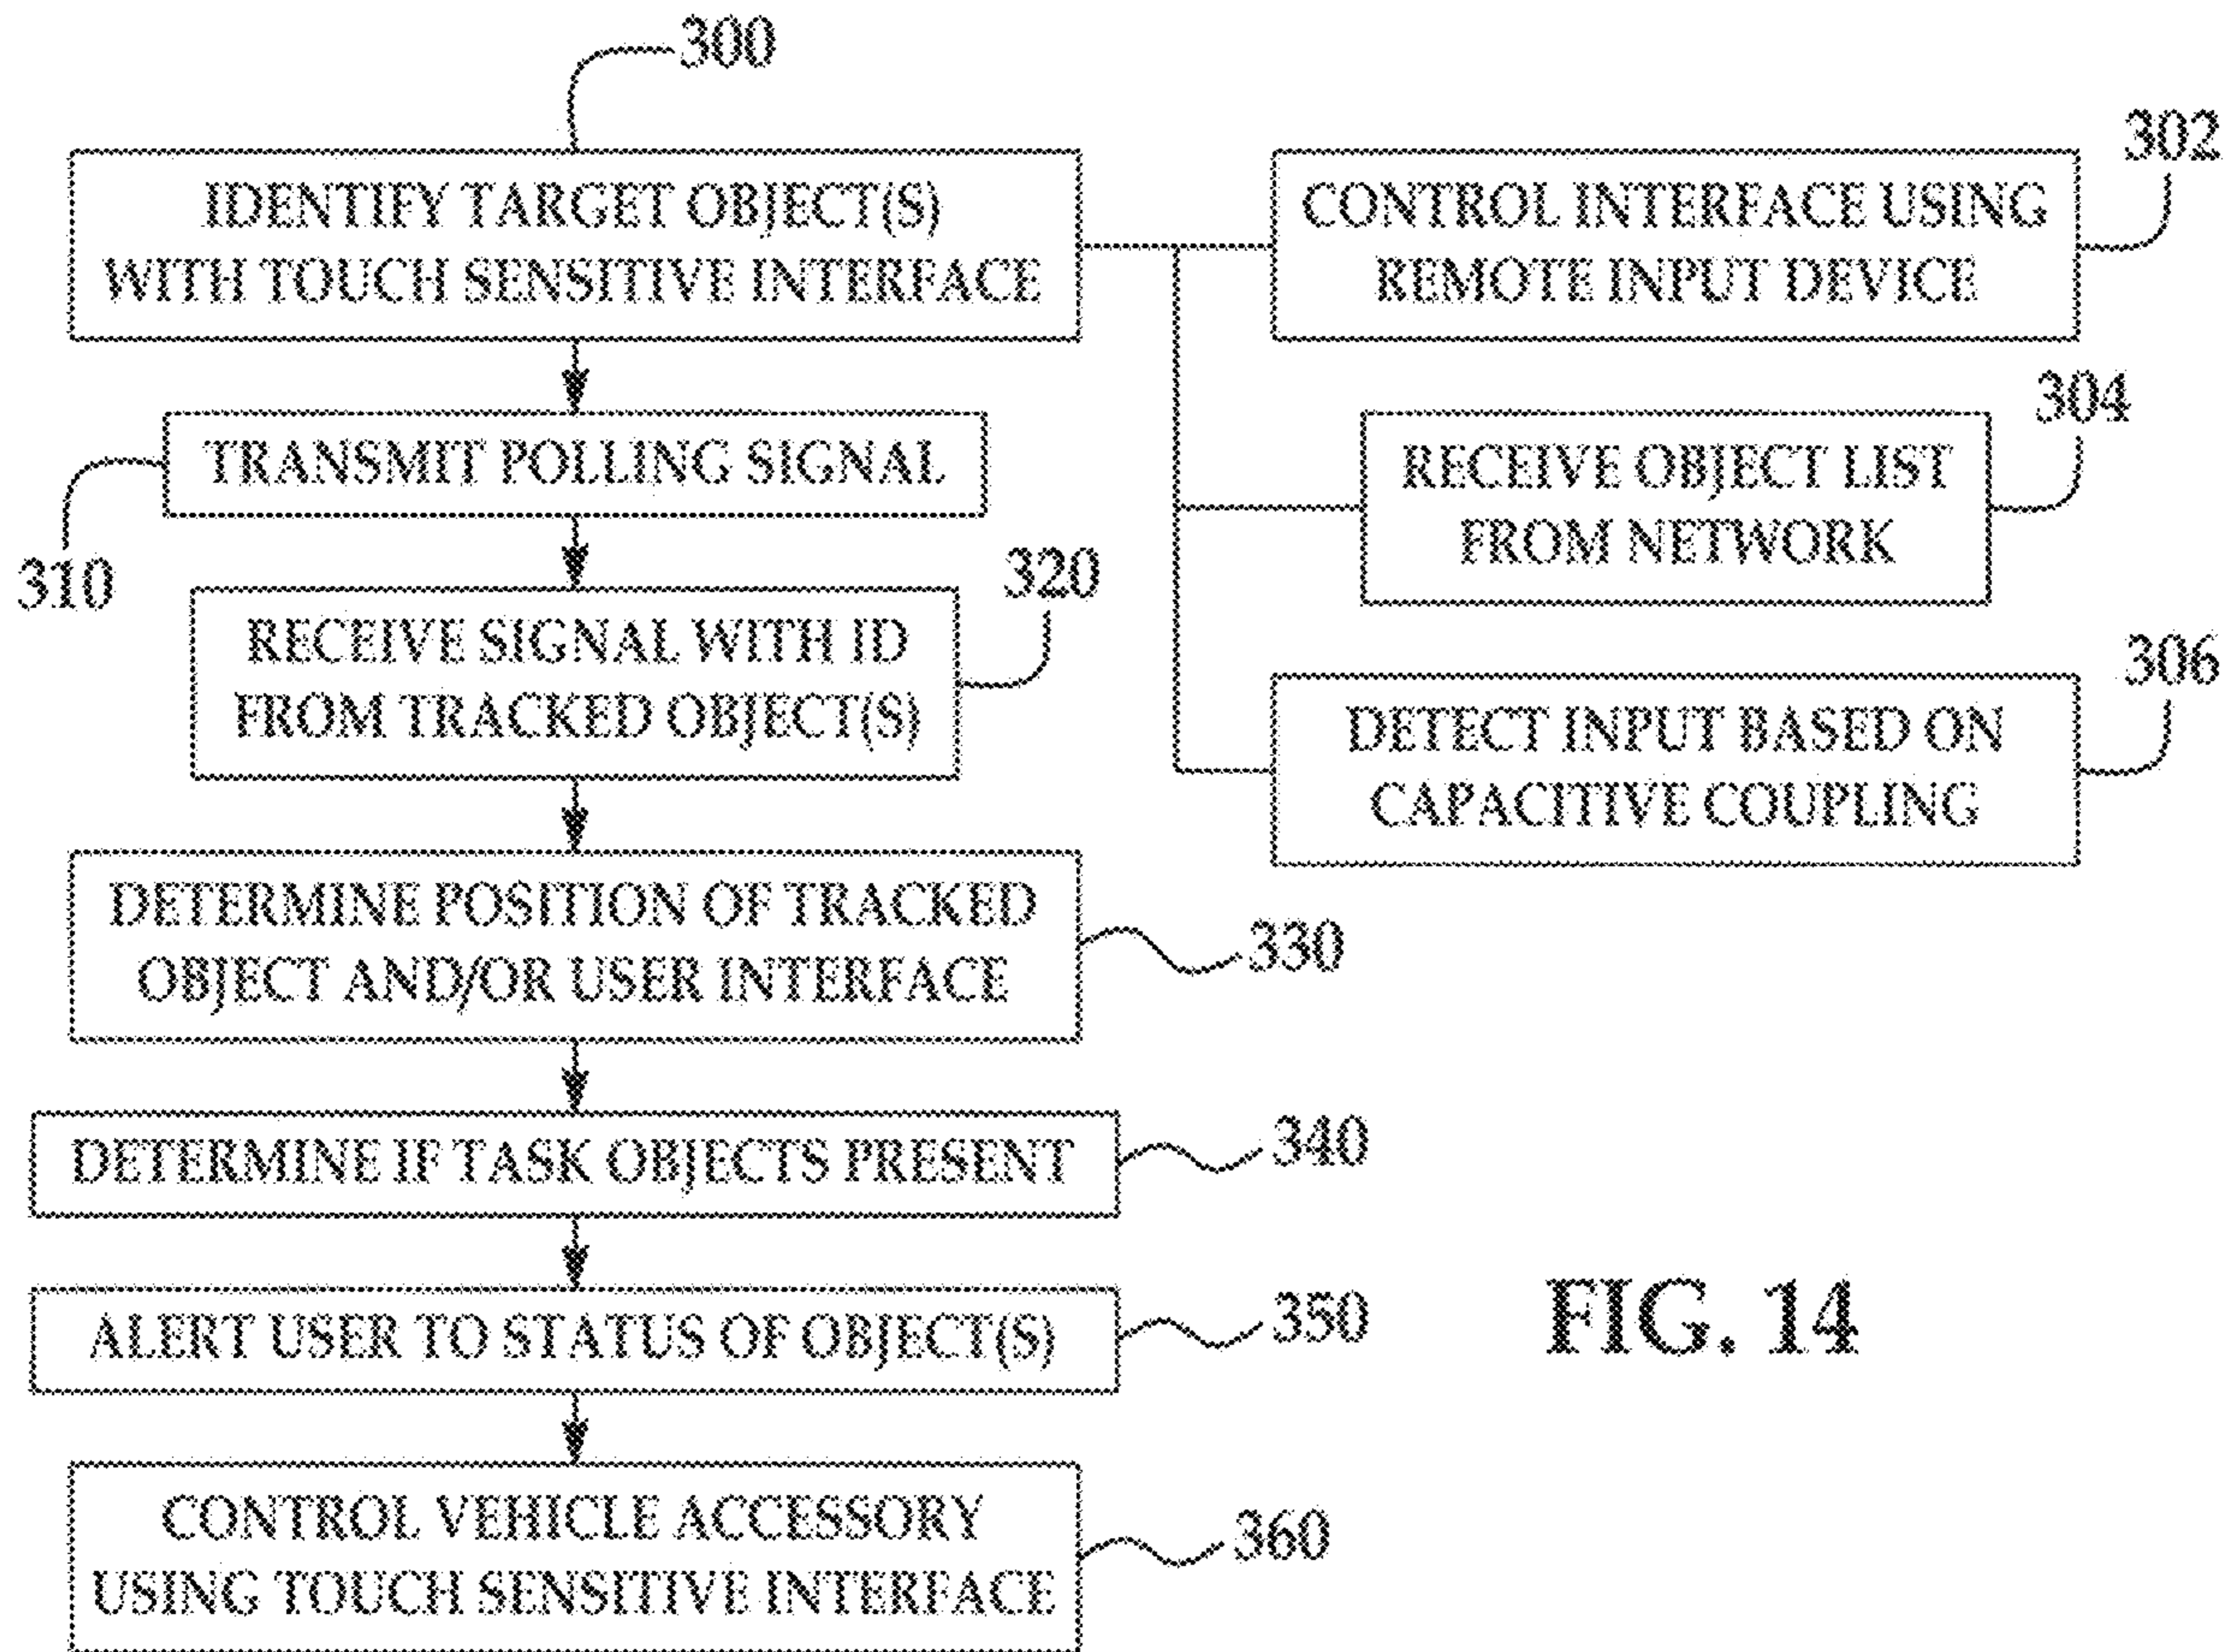 300
IDENTIFY TARGET OBJECT(S)
WITH TOUCH SENSITIVE INTERFACE
302
CONTROL INTERFACE USING
REMOTE INPUT DEVICE
304
RECEIVE OBJECT LIST
FROM NETWORK
306
DETECT INPUT BASED ON
CAPACITIVE COUPLING
310
TRANSMIT POLLING SIGNAL
320
RECEIVE SIGNAL WITH ID
FROM TRACKED OBJECT(S)
DETERMINE POSITION OF TRACKED
OBJECT AND/OR USER INTERFACE
330
DETERMINE IF TASK OBJECTS PRESENT
340
ALERT USER TO STATUS OF OBJECT(S)
350
CONTROL VEHICLE ACCESSORY
USING TOUCH SENSITIVE INTERFACE
360
FIG. 14